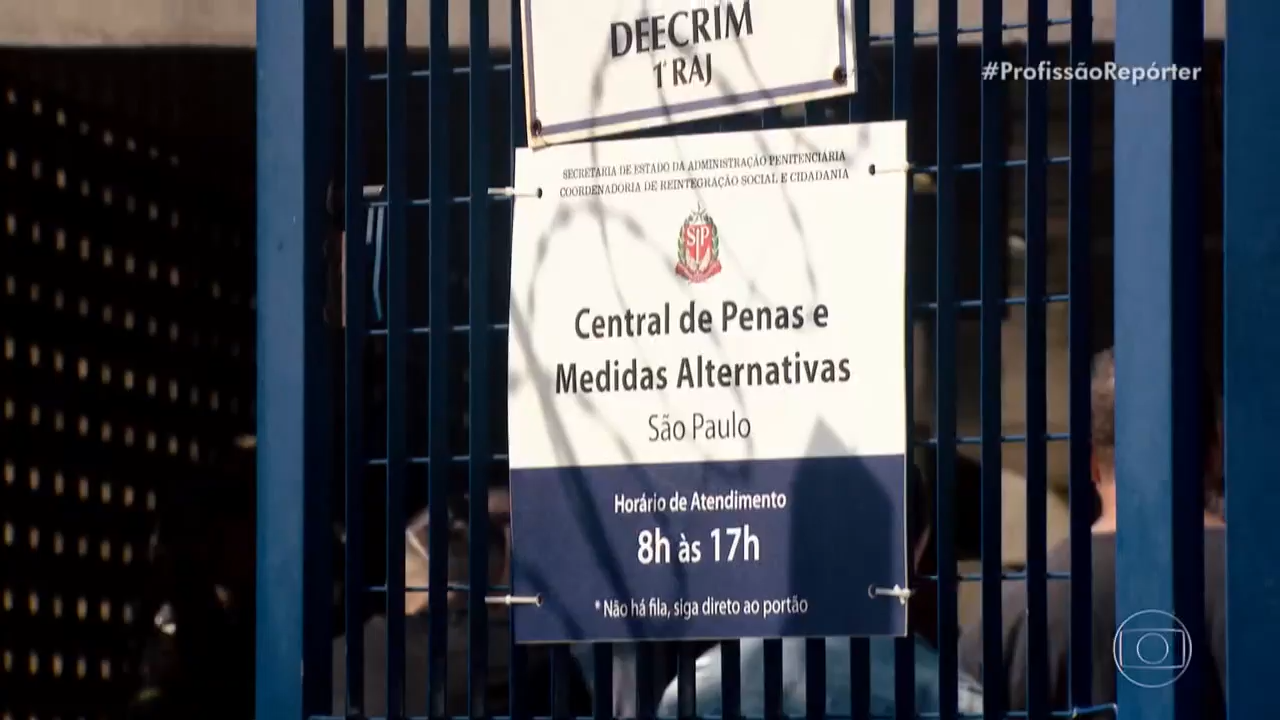 DEECRIM
1ª RAJ
#ProfissãoRepórter
SECRETARIA DE ESTADO DA ADMINISTRAÇÃO PENITENCIÁRIA
COORDENADORIA DE REINTEGRAÇÃO SOCIAL E CIDADANIA
SP
Central de Penas e
Medidas Alternativas
São Paulo
Horário de Atendimento
8h às 17h
* Não há fila, siga direto ao portão